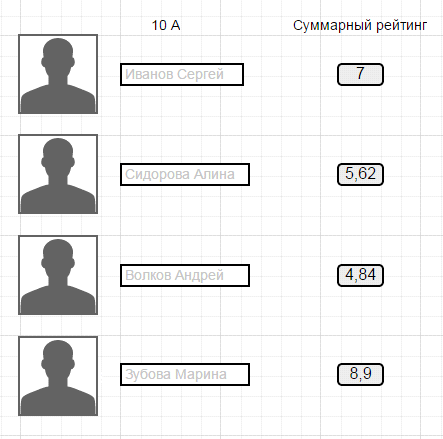 10 А Суммарный рейтинг
Иванов Сергей 7
Сидорова Алина 5,62
Волков Андрей 4,84
Зубова Марина 8,9